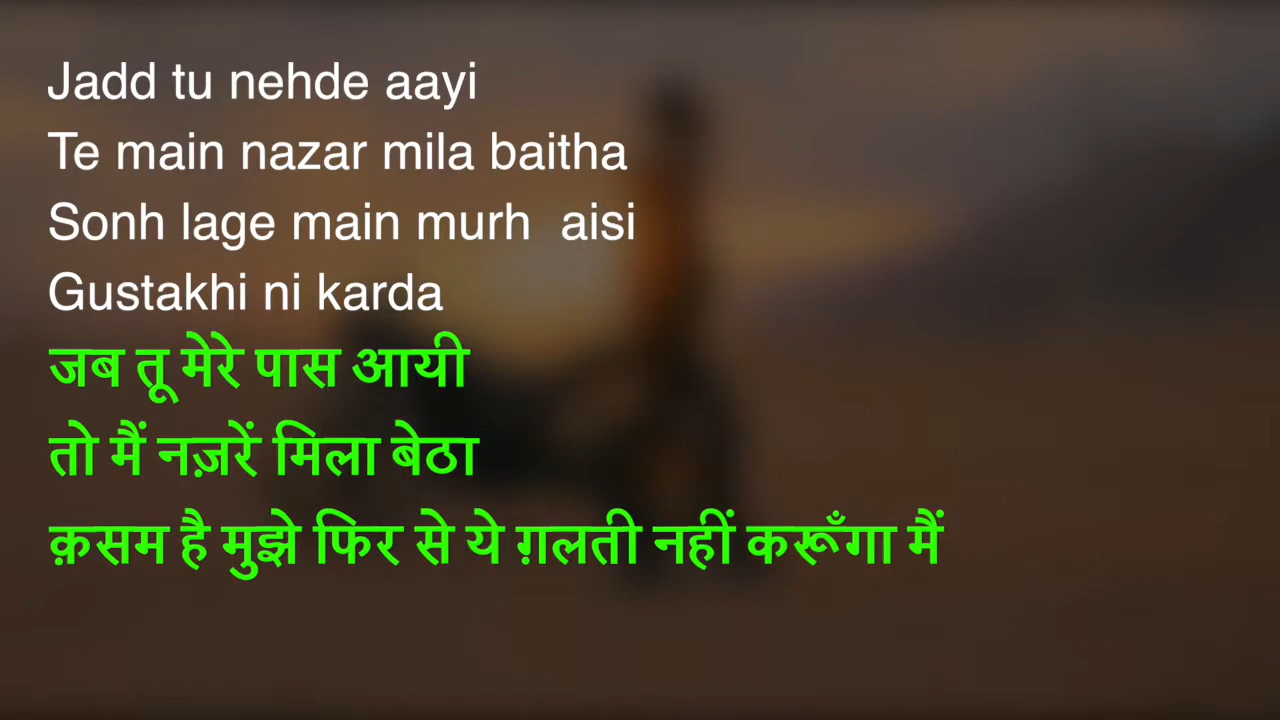 Jadd tu nehde aayi
Te main nazar mila baitha
Sonh lage main murh  aisi
Gustakhi ni karda
जब तू मेरे पास आयी
तो मैं नज़रें मिला बेठा
क़सम है मुझे फिर से ये ग़लती नहीं करूँगा मैं